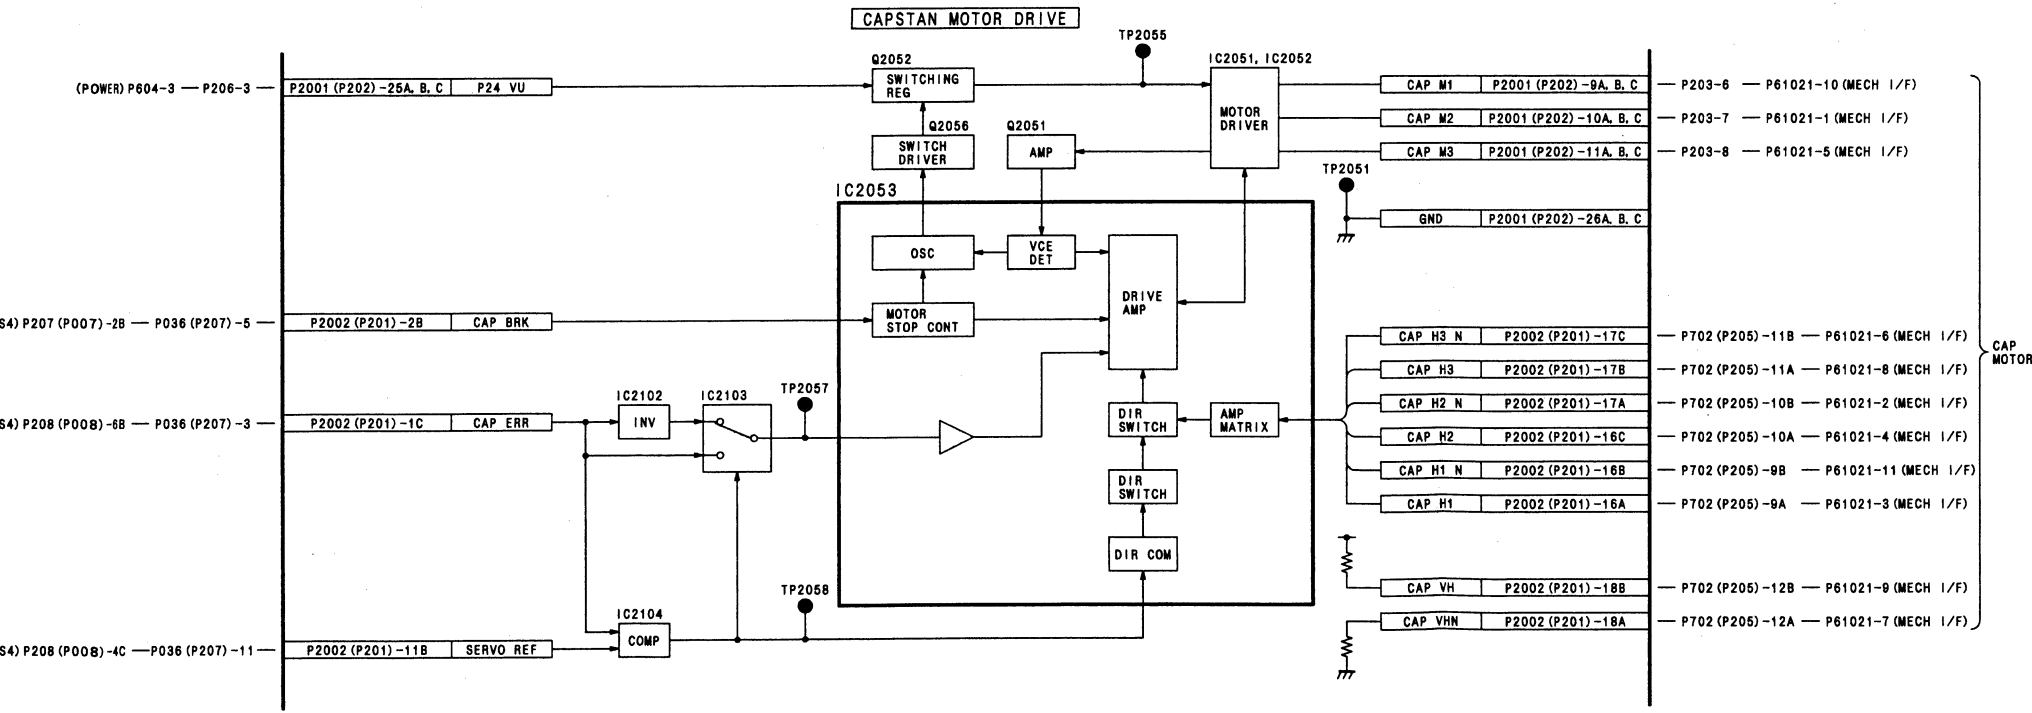 CAPSTAN MOTOR DRIVE
(POWER) P604-3 — P206-3 — P2001 (P202) -25A, B, C P24 VU
Q2052
SWITCHING
REG
TP2055
IC2051, IC2052
MOTOR
DRIVER
Q2056
SWITCH
DRIVER
Q2051
AMP
CAP M1 P2001 (P202) -9A, B, C — P203-6 — P61021-10 (MECH I/F)
CAP M2 P2001 (P202) -10A, B, C — P203-7 — P61021-1 (MECH I/F)
CAP M3 P2001 (P202) -11A, B, C — P203-8 — P61021-5 (MECH I/F)
TP2051
GND P2001 (P202) -26A, B, C
IC2053
OSC
VCE
DET
DRIVE
AMP
S4) P207 (P007) -2B — P036 (P207) -5 — P2002 (P201) -2B CAP BRK
MOTOR
STOP CONT
S4) P208 (P008) -6B — P036 (P207) -3 — P2002 (P201) -1C CAP ERR
IC2102
INV
IC2103
TP2057
DIR
SWITCH
AMP
MATRIX
DIR
SWITCH
DIR COM
CAP H3 N P2002 (P201) -17C — P702 (P205) -11B — P61021-6 (MECH I/F)
CAP H3 P2002 (P201) -17B — P702 (P205) -11A — P61021-8 (MECH I/F)
CAP H2 N P2002 (P201) -17A — P702 (P205) -10B — P61021-2 (MECH I/F)
CAP H2 P2002 (P201) -16C — P702 (P205) -10A — P61021-4 (MECH I/F)
CAP H1 N P2002 (P201) -16B — P702 (P205) -9B — P61021-11 (MECH I/F)
CAP H1 P2002 (P201) -16A — P702 (P205) -9A — P61021-3 (MECH I/F)
CAP VH P2002 (P201) -18B — P702 (P205) -12B — P61021-9 (MECH I/F)
CAP VHN P2002 (P201) -18A — P702 (P205) -12A — P61021-7 (MECH I/F)
CAP
MOTOR
TP2058
IC2104
COMP
S4) P208 (P008) -4C — P036 (P207) -11 — P2002 (P201) -11B SERVO REF